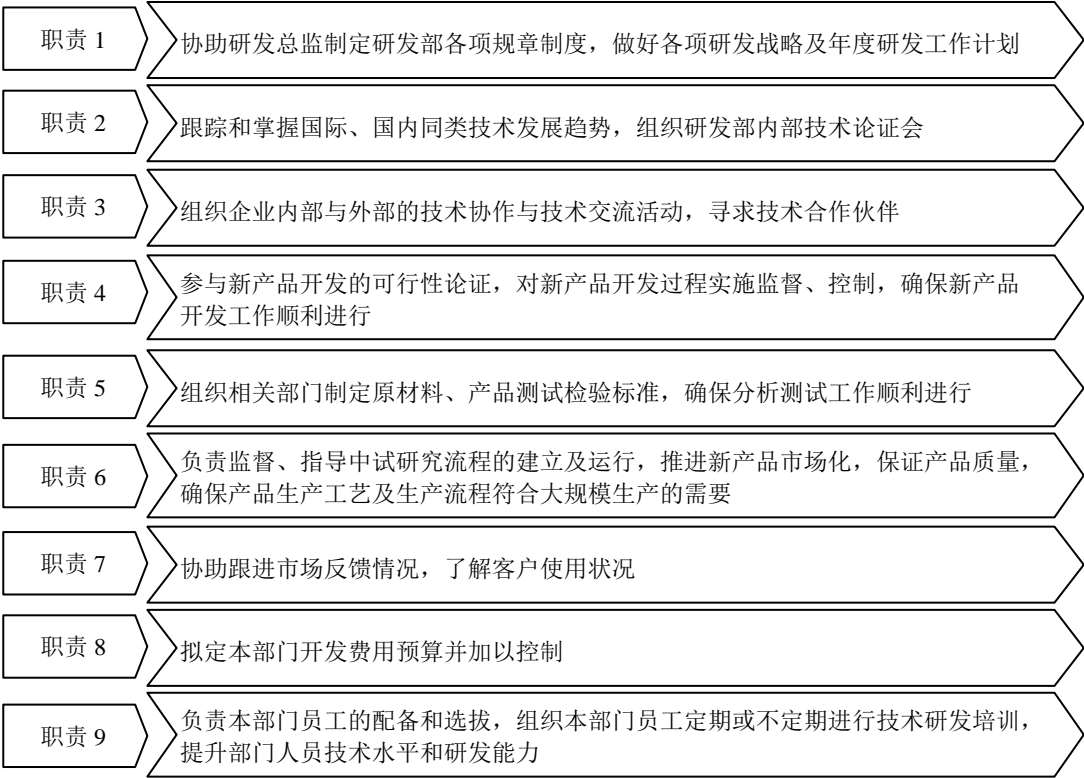 职责 1
协助研发总监制定研发部各项规章制度，做好各项研发战略及年度研发工作计划
职责 2
跟踪和掌握国际、国内同类技术发展趋势，组织研发部内部技术论证会
职责 3
组织企业内部与外部的技术协作与技术交流活动，寻求技术合作伙伴
职责 4
参与新产品开发的可行性论证，对新产品开发过程实施监督、控制，确保新产品
开发工作顺利进行
职责 5
组织相关部门制定原材料、产品测试检验标准，确保分析测试工作顺利进行
职责 6
负责监督、指导中试研究流程的建立及运行，推进新产品市场化，保证产品质量，
确保产品生产工艺及生产流程符合大规模生产的需要
职责 7
协助跟进市场反馈情况，了解客户使用状况
职责 8
拟定本部门开发费用预算并加以控制
职责 9
负责本部门员工的配备和选拔，组织本部门员工定期或不定期进行技术研发培训，
提升部门人员技术水平和研发能力